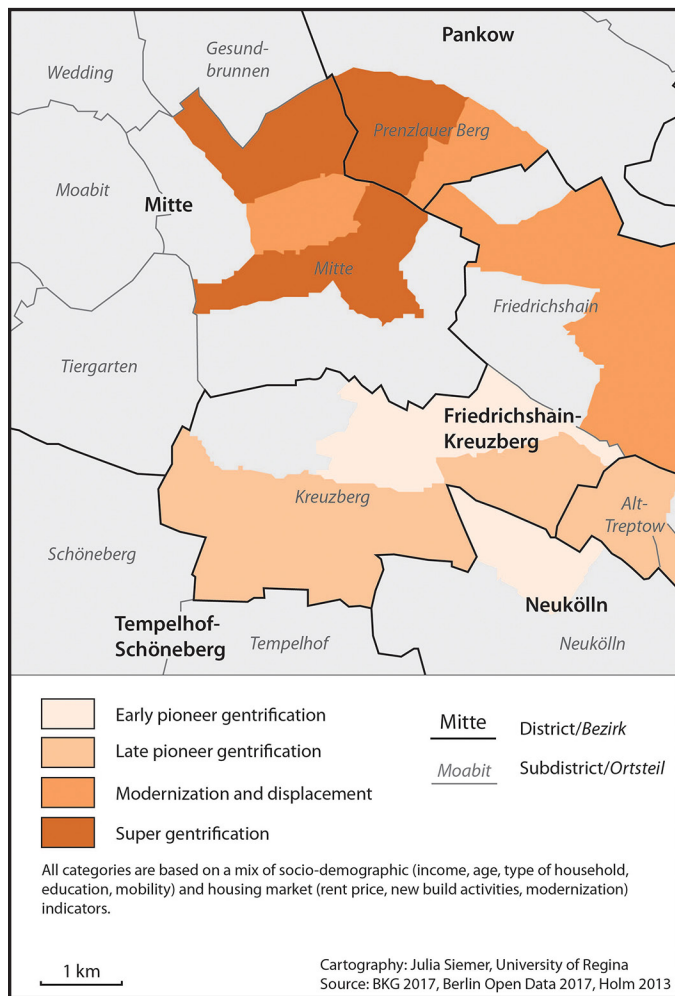 Pankow
Gesund-
brunnen
Wedding
Prenzlauer Berg
Moabit
Mitte
Mitte
Friedrichshain
Tiergarten
Friedrichshain-
Kreuzberg
Kreuzberg
Alt-
Treptow
Schöneberg
Neukölln
Tempelhof-
Schöneberg
Tempelhof
Neukölln
Early pioneer gentrification
Late pioneer gentrification
Modernization and displacement
Super gentrification
Mitte
District/Bezirk
Moabit
Subdistrict/Ortsteil
All categories are based on a mix of socio-demographic (income, age, type of household,
education, mobility) and housing market (rent price, new build activities, modernization)
indicators.
1 km
Cartography: Julia Siemer, University of Regina
Source: BKG 2017, Berlin Open Data 2017, Holm 2013